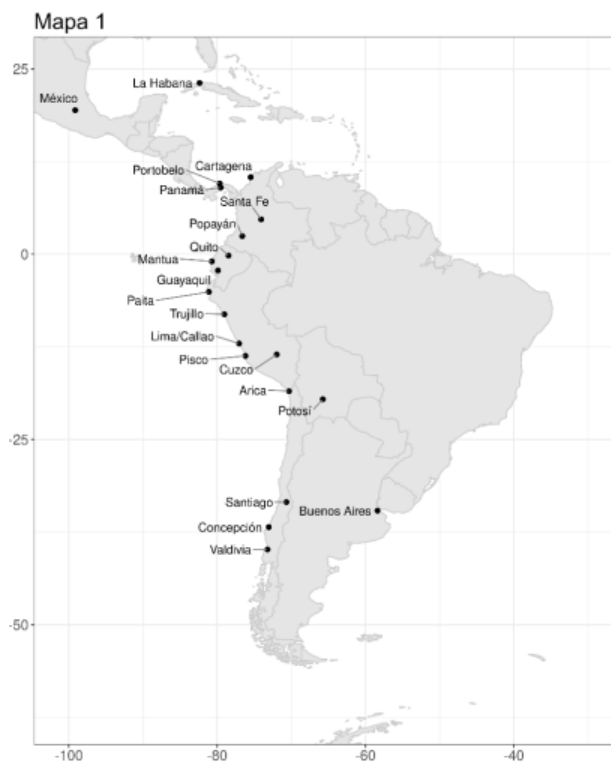 Mapa 1
25
La Habana
México
Cartagena
Portobelo
Panamá
Santa Fe
Popayán
Quito
0
Mantua
Guayaquil
Paita
Trujillo
Lima/Callao
Pisco
Cuzco
Arica
Potosí
-25
Santiago
Buenos Aires
Concepción
Valdivia
-50
-100
-80
-60
-40